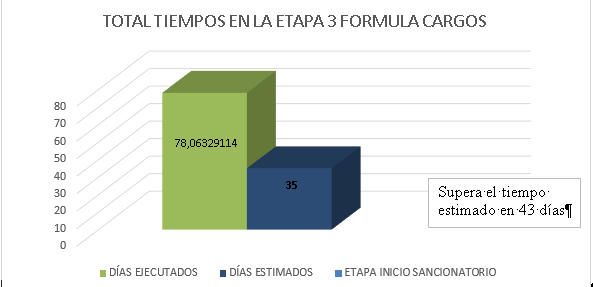 TOTAL TIEMPOS EN LA ETAPA 3 FORMULA CARGOS
80
70
60
50
40
30
20
10
0
78,06329114
35
Supera·el·tiempo·
estimado·en·43·días¶
DÍAS EJECUTADOS DÍAS ESTIMADOS ETAPA INICIO SANCIONATORIO